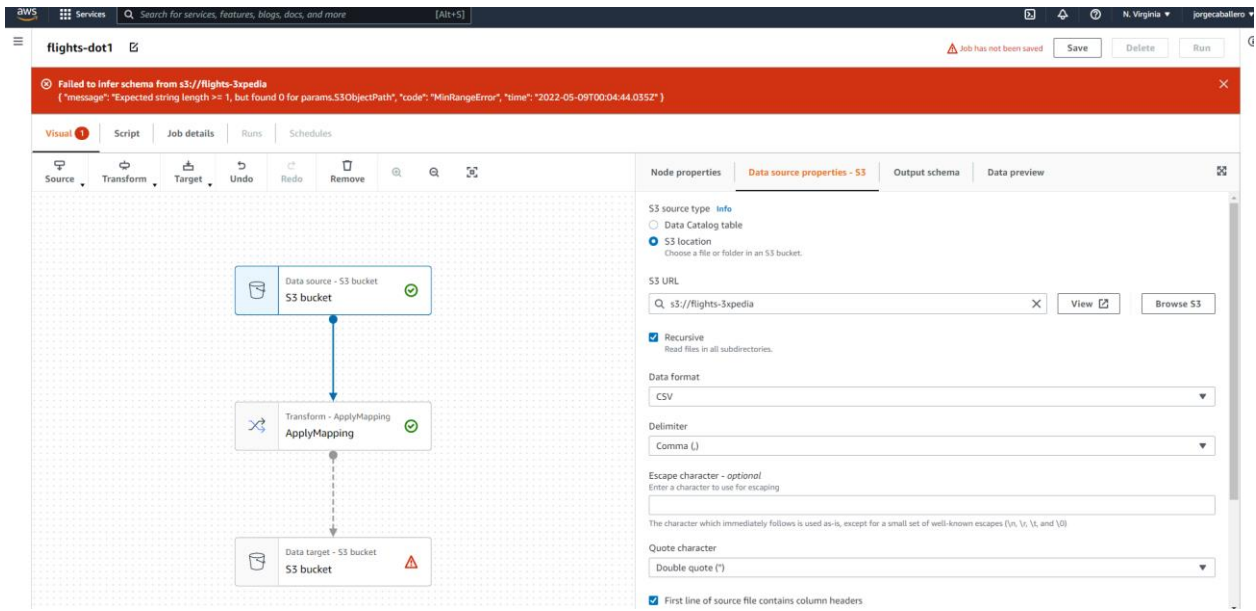 aws
Services
Search for services, features, blogs, docs, and more
[Alt+S]
N. Virginia
jorgecaballero
flights-dot1
Job has not been saved
Save
Delete
Run
Failed to infer schema from s3://flights-3xpedia
{ "message": "Expected string length >= 1, but found 0 for params.S3ObjectPath", "code": "MinRangeError", "time": "2022-05-09T00:04:44.035Z" }
Visual 1
Script
Job details
Runs
Schedules
Source
Transform
Target
Undo
Redo
Remove
Data source - S3 bucket
S3 bucket
Transform - ApplyMapping
ApplyMapping
Data target - S3 bucket
S3 bucket
Node properties
Data source properties - S3
Output schema
Data preview
S3 source type Info
Data Catalog table
S3 location
Choose a file or folder in an S3 bucket.
S3 URL
s3://flights-3xpedia
View
Browse S3
Recursive
Read files in all subdirectories.
Data format
CSV
Delimiter
Comma (,)
Escape character - optional
Enter a character to use for escaping
The character which immediately follows is used as-is, except for a small set of well-known escapes (\n, \r, \t, and \0)
Quote character
Double quote (")
First line of source file contains column headers